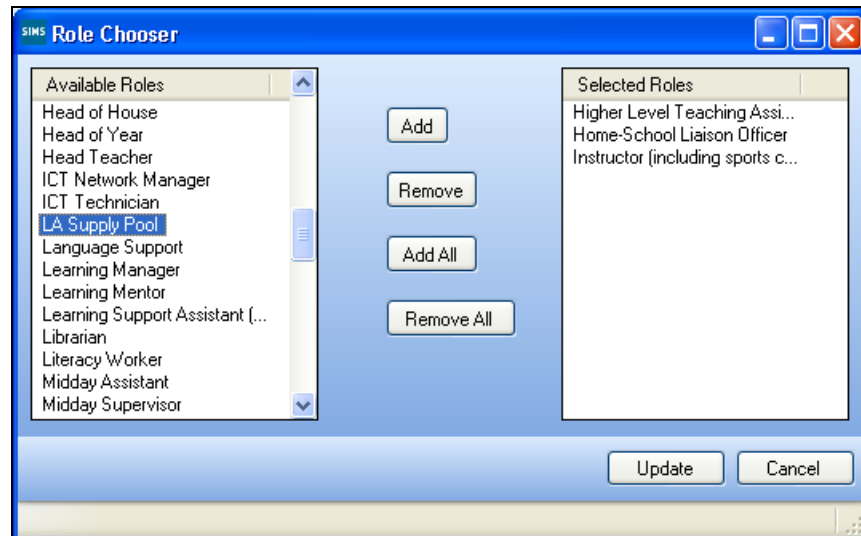 SIMS Role Chooser
Available Roles
Head of House
Head of Year
Head Teacher
ICT Network Manager
ICT Technician
LA Supply Pool
Language Support
Learning Manager
Learning Mentor
Learning Support Assistant (...
Librarian
Literacy Worker
Midday Assistant
Midday Supervisor
Add
Remove
Add All
Remove All
Selected Roles
Higher Level Teaching Assi...
Home-School Liaison Officer
Instructor (including sports c...
Update
Cancel